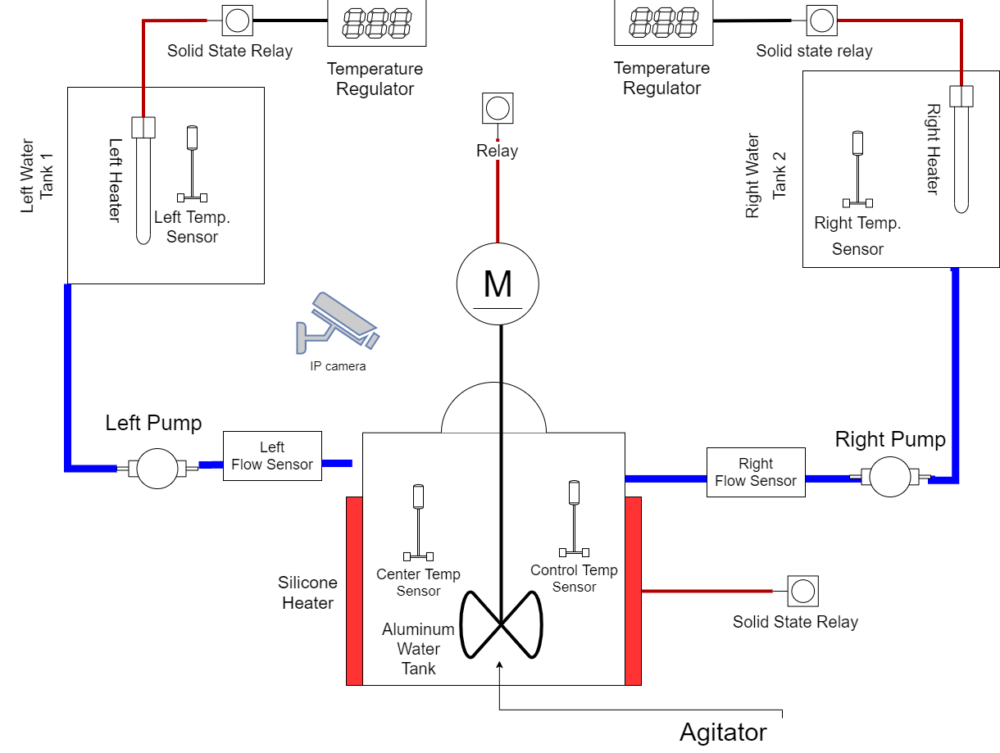 888
888
Solid State Relay
Temperature
Regulator
Temperature
Regulator
Solid state relay
Relay
Left Water
Tank 1
Left Heater
Left Temp.
Sensor
Right Water
Tank 2
Right Heater
Right Temp.
Sensor
M
IP camera
Left Pump
Left
Flow Sensor
Right
Flow Sensor
Right Pump
Center Temp
Sensor
Control Temp
Sensor
Silicone
Heater
Aluminum
Water
Tank
Solid State Relay
Agitator